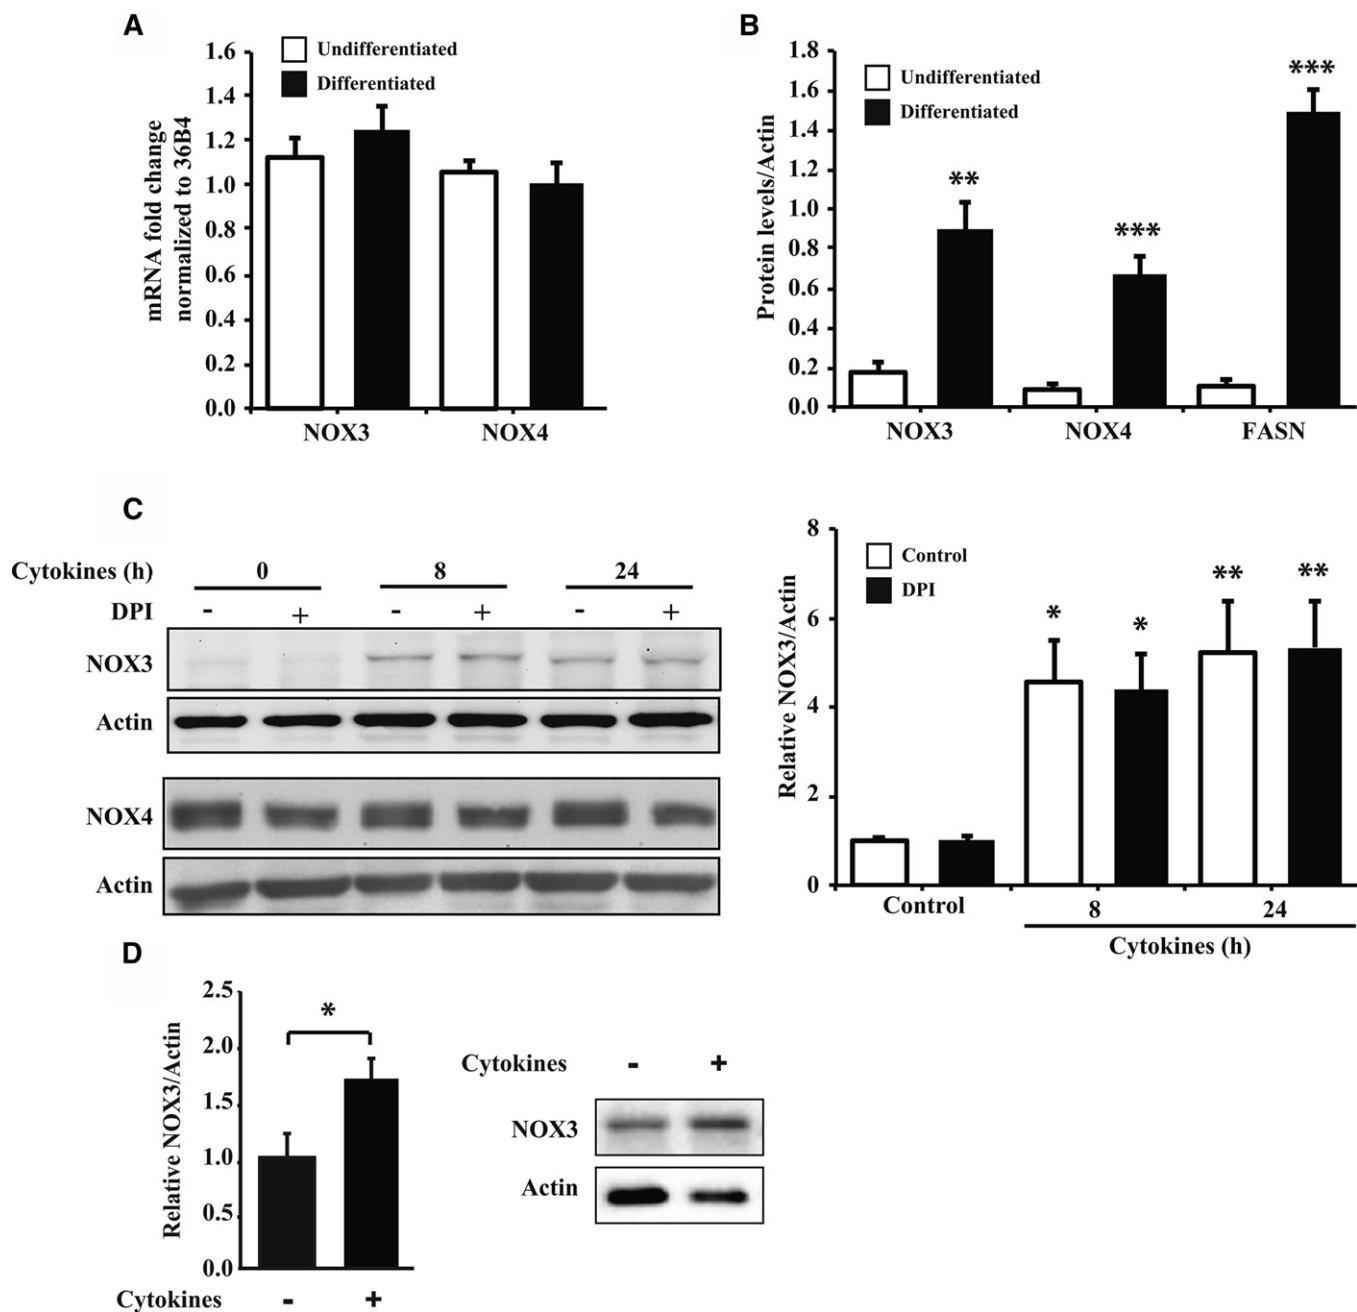 A
1.6
1.4
1.2
1.0
0.8
0.6
0.4
0.2
0.0
mRNA fold change
normalized to 36B4
Undifferentiated
Differentiated
NOX3 NOX4
B
1.8
1.6
1.4
1.2
1.0
0.8
0.6
0.4
0.2
0.0
Protein levels/Actin
Undifferentiated
Differentiated
** *** ***
NOX3 NOX4 FASN
C
Cytokines (h) 0 8 24
DPI - + - + - +
NOX3
Actin
NOX4
Actin
8
6
4
2
0
Relative NOX3/Actin
Control
DPI
* * ** **
Control 8 24
Cytokines (h)
D
2.5
2.0
1.5
1.0
0.5
0.0
Relative NOX3/Actin
*
Cytokines - +
Cytokines - +
NOX3
Actin